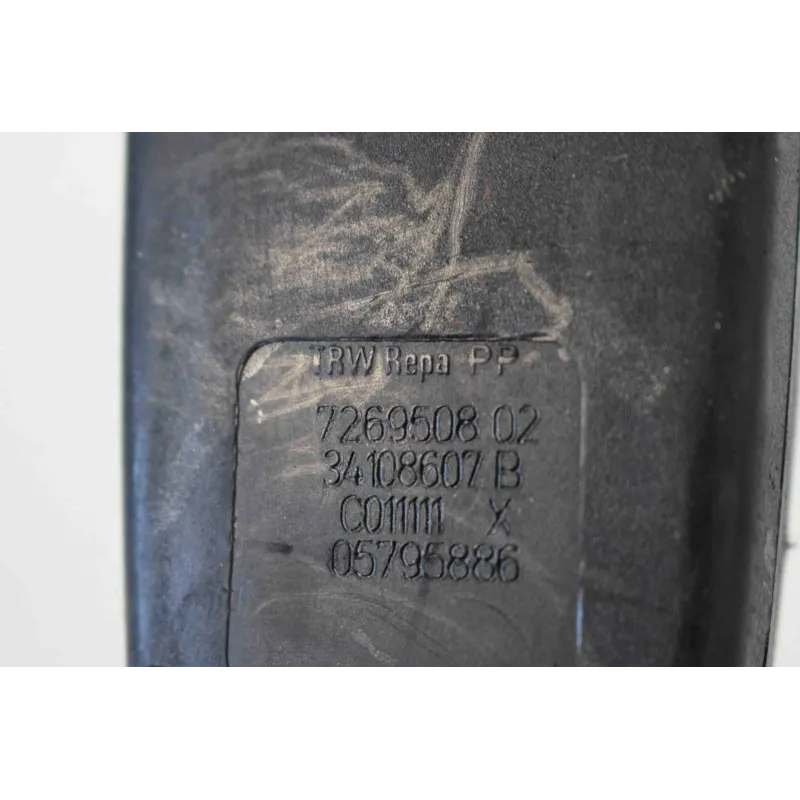 TRW Repa PP
7269508 02
34108607 B
C011111 X
05795886